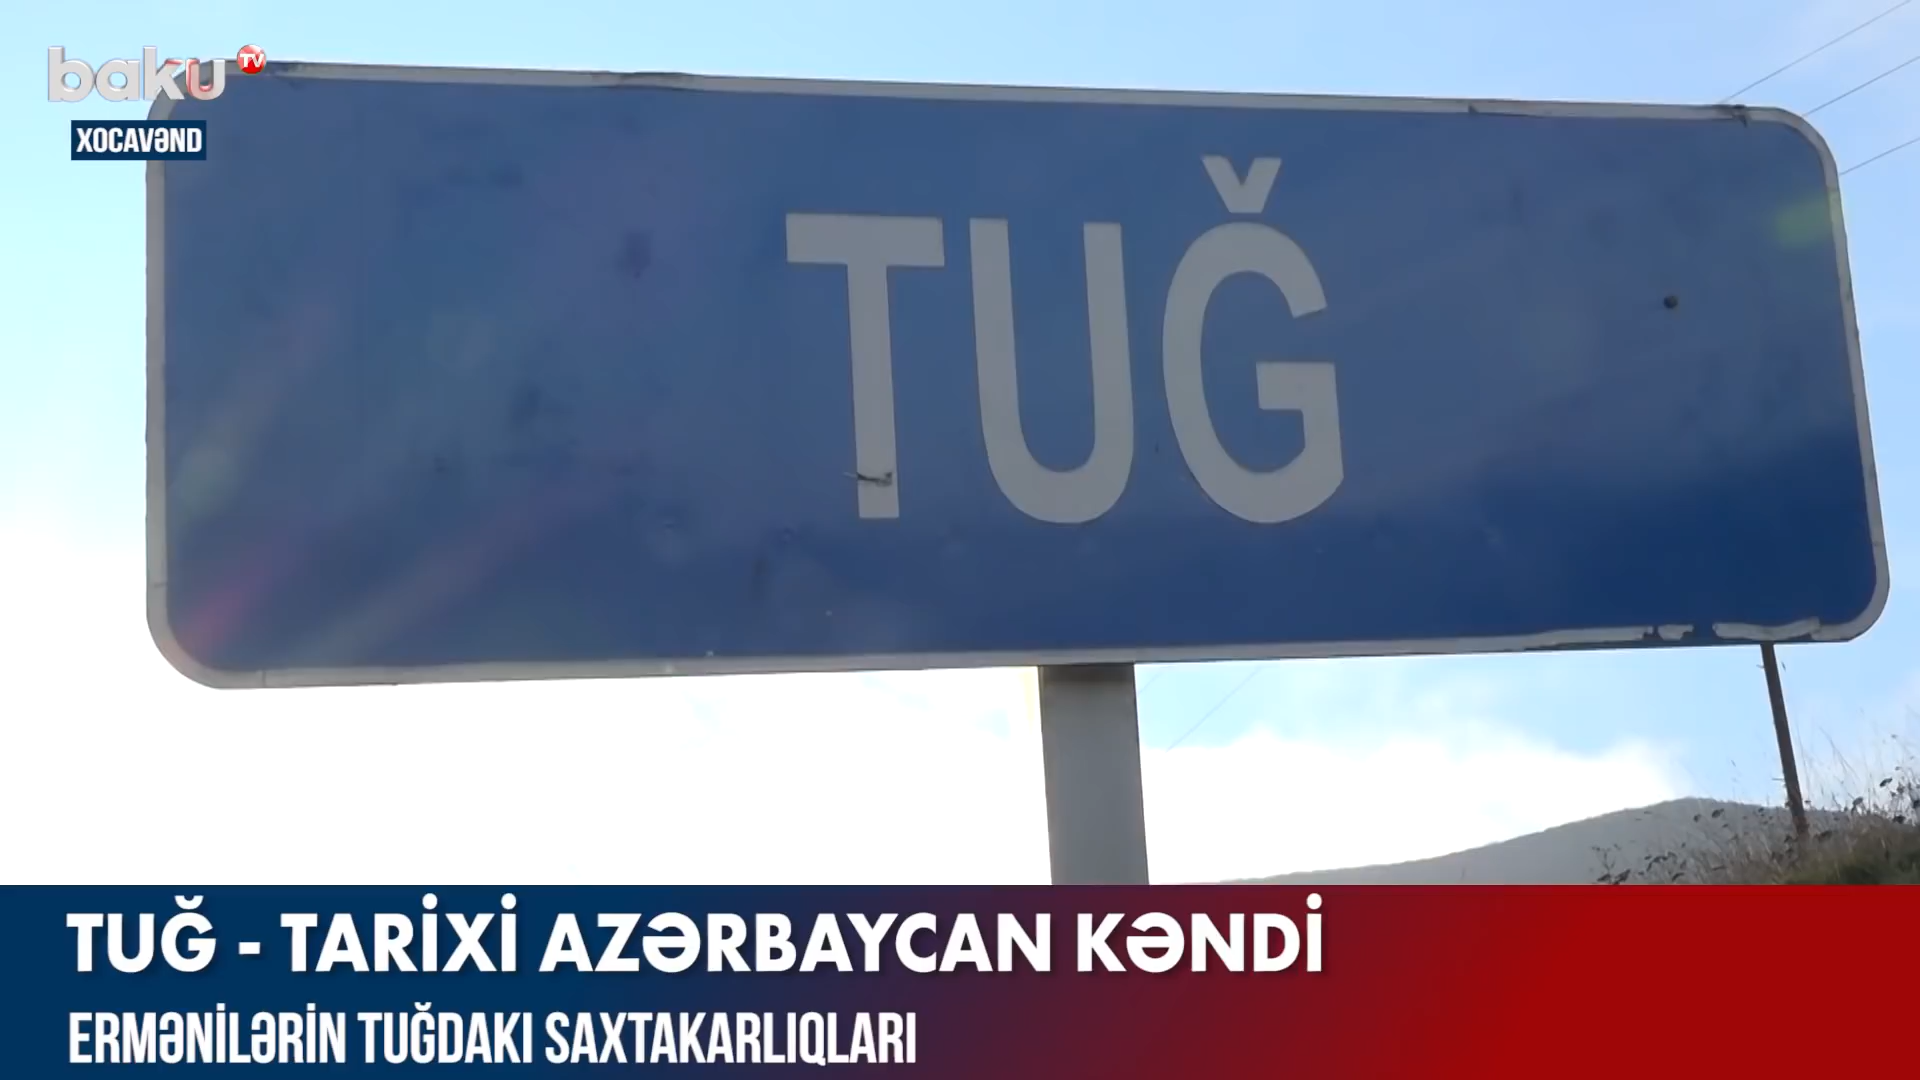 baku TV
XOCAVƏND
TUĞ
TUĞ - TARİXİ AZƏRBAYCAN KƏNDİ
ERMƏNİLƏRİN TUĞDAKI SAXTAKARLIQLARI